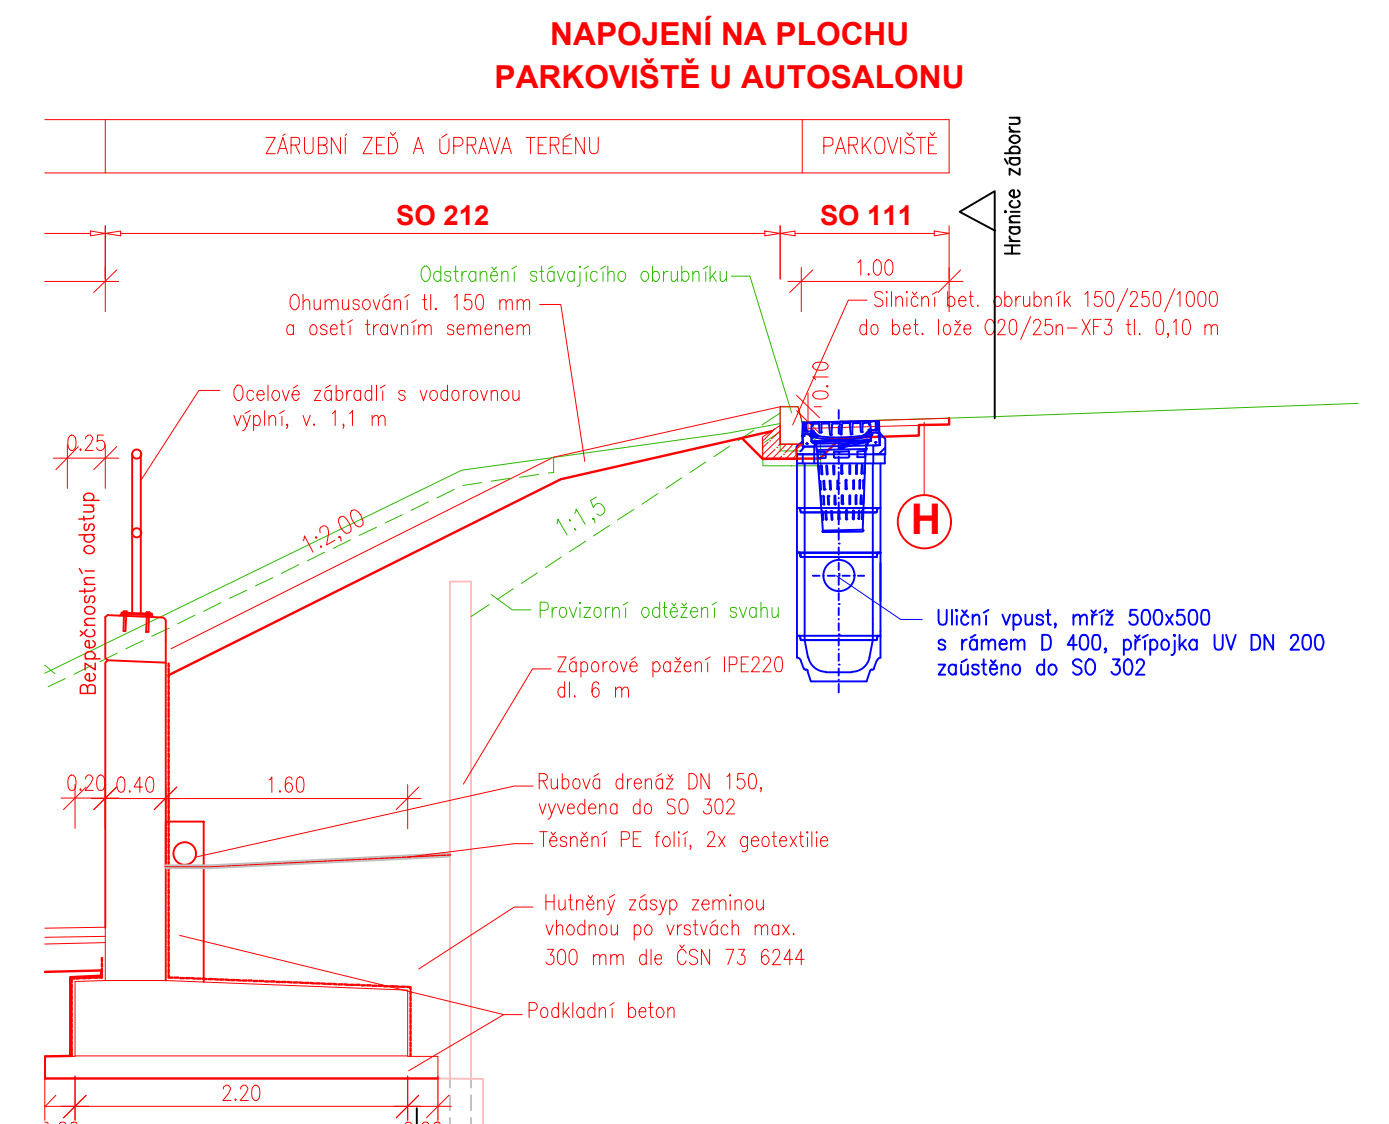 NAPOJENÍ NA PLOCHU
PARKOVIŠTĚ U AUTOSALONU
ZÁRUBNÍ ZEĎ A ÚPRAVA TERÉNU
PARKOVIŠTĚ
Hranice záboru
SO 212
SO 111
1.00
Odstranění stávajícího obrubníku
Ohumusování tl. 150 mm
a osetí travním semenem
Silniční bet. obrubník 150/250/1000
do bet. lože C20/25n-XF3 tl. 0,10 m
Ocelové zábradlí s vodorovnou
výplní, v. 1,1 m
0.10
0.25
Bezpečnostní odstup
1:2,00
1:1,5
H
Provizorní odtěžení svahu
Uliční vpust, mříž 500x500
s rámem D 400, přípojka UV DN 200
zaústěno do SO 302
Záporové pažení IPE220
dl. 6 m
0.20
0.40
1.60
Rubová drenáž DN 150,
vyvedena do SO 302
Těsnění PE folií, 2x geotextilie
Hutněný zásyp zeminou
vhodnou po vrstvách max.
300 mm dle ČSN 73 6244
Podkladní beton
2.20